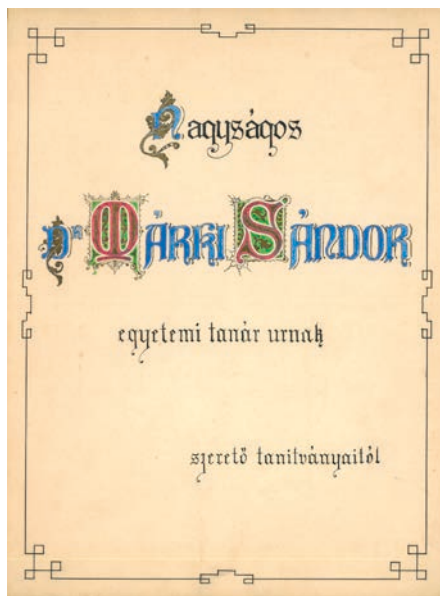 Nagyságos
Dr MÁRKI SÁNDOR
egyetemi tanár urnak
szerető tanitványaitól